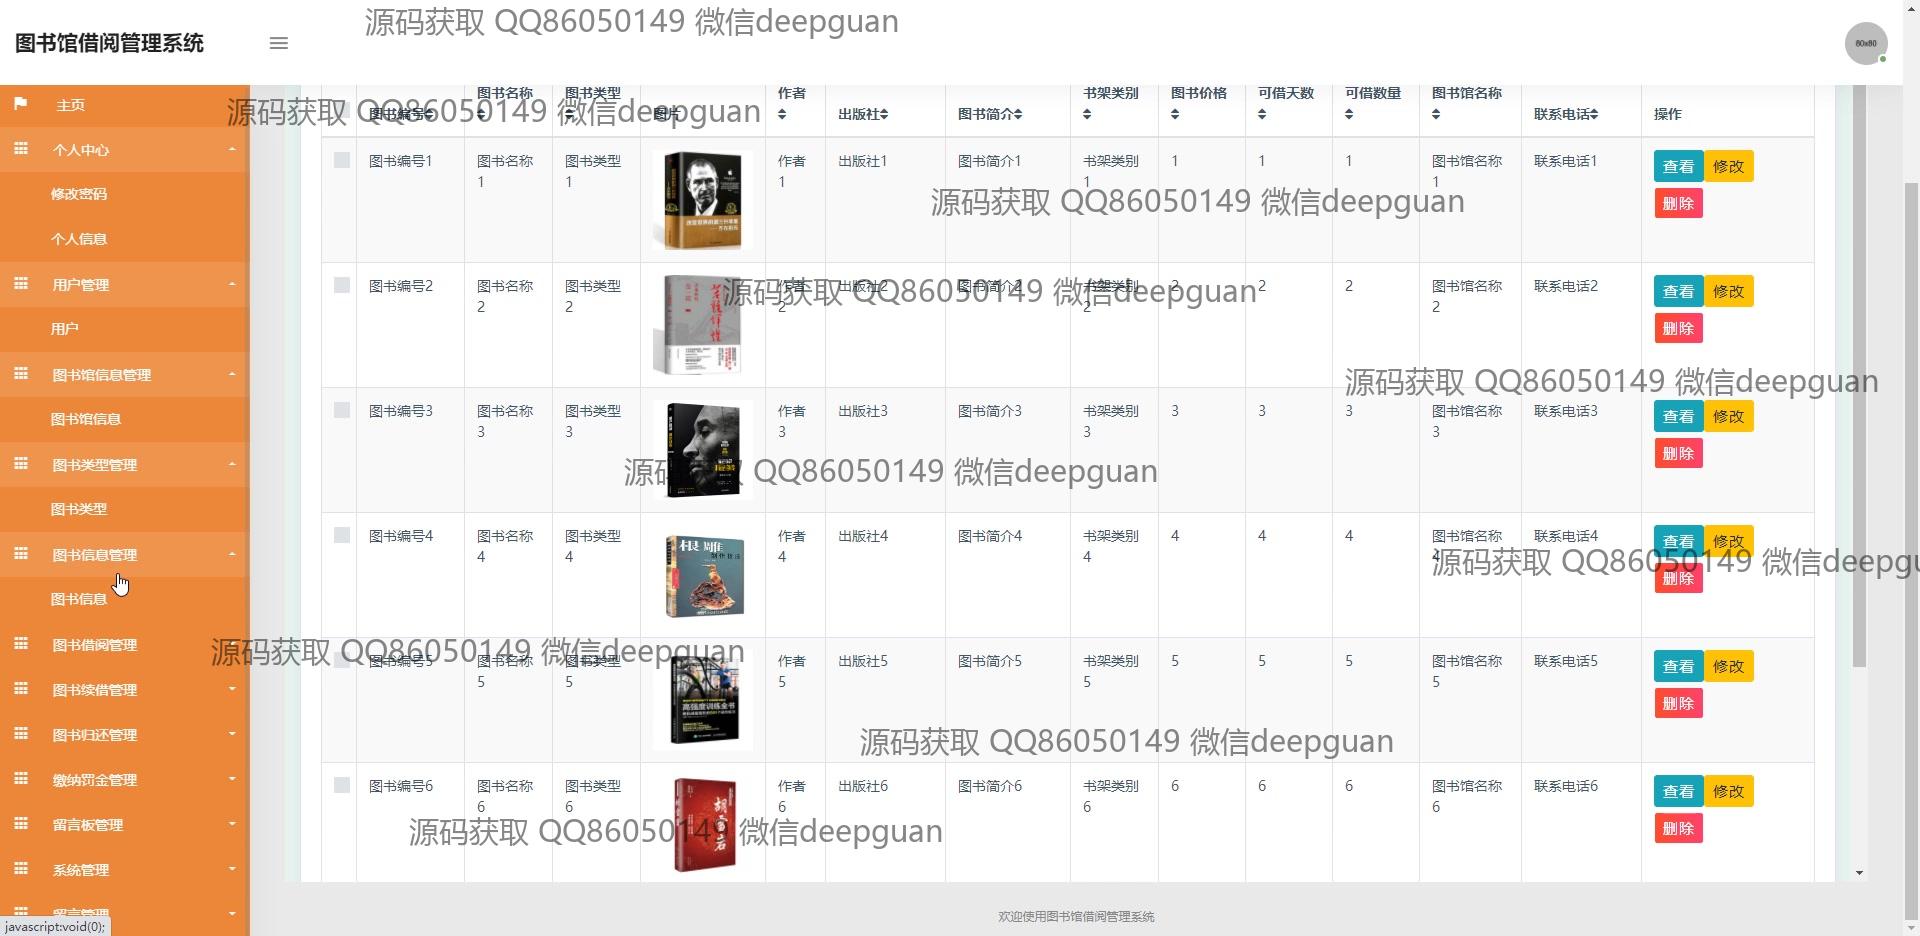 源码获取 QQ86050149 微信deepguan
图书馆借阅管理系统
80x80
主页
个人中心
修改密码
个人信息
用户管理
用户
图书馆信息管理
图书馆信息
图书类型管理
图书类型
图书信息管理
图书信息
图书借阅管理
图书续借管理
图书归还管理
缴纳罚金管理
留言板管理
系统管理
留言管理
javascript:void(0);
源码获取 QQ86050149 微信deepguan
图书编号 图书名称 图书类型 图片 作者 出版社 图书简介 书架类别 图书价格 可借天数 可借数量 图书馆名称 联系电话 操作
图书编号1 图书名称1 图书类型1 作者1 出版社1 图书简介1 书架类别1 1 1 1 图书馆名称1 联系电话1 查看 修改
删除
源码获取 QQ86050149 微信deepguan
图书编号2 图书名称2 图书类型2 作者2 出版社2 图书简介2 书架类别2 2 2 2 图书馆名称2 联系电话2 查看 修改
删除
源码获取 QQ86050149 微信deepguan
源码获取 QQ86050149 微信deepguan
图书编号3 图书名称3 图书类型3 作者3 出版社3 图书简介3 书架类别3 3 3 3 图书馆名称3 联系电话3 查看 修改
删除
源码获取 QQ86050149 微信deepguan
图书编号4 图书名称4 图书类型4 根雕 作者4 出版社4 图书简介4 书架类别4 4 4 4 图书馆名称4 联系电话4 查看 修改
删除
源码获取 QQ86050149 微信deepgu
源码获取 QQ86050149 微信deepguan
图书编号5 图书名称5 图书类型5 高强度训练全书 作者5 出版社5 图书简介5 书架类别5 5 5 5 图书馆名称5 联系电话5 查看 修改
删除
源码获取 QQ86050149 微信deepguan
图书编号6 图书名称6 图书类型6 胡雪岩 作者6 出版社6 图书简介6 书架类别6 6 6 6 图书馆名称6 联系电话6 查看 修改
删除
源码获取 QQ86050149 微信deepguan
欢迎使用图书馆借阅管理系统